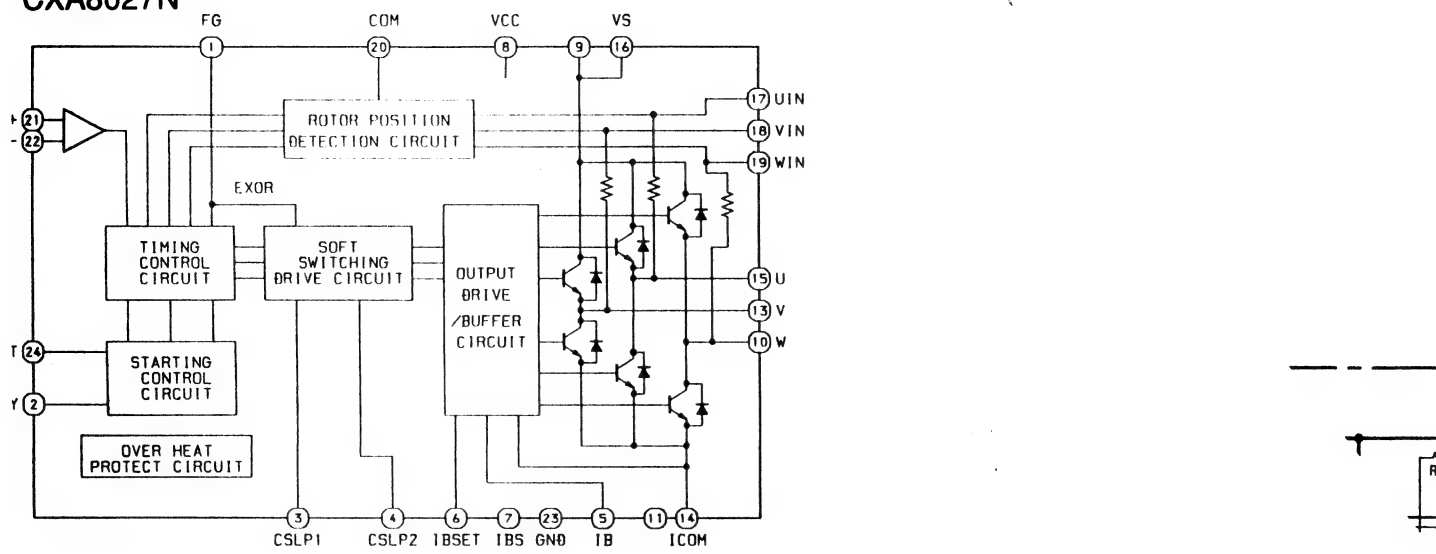 CXA8027N
FG COM VCC VS
1 20 8 9 16
17 UIN
+ 21
ROTOR POSITION
DETECTION CIRCUIT
18 VIN
- 22
19 WIN
EXOR
TIMING
CONTROL
CIRCUIT
SOFT
SWITCHING
DRIVE CIRCUIT
OUTPUT
DRIVE
/BUFFER
CIRCUIT
15 U
13 V
10 W
T 24
STARTING
CONTROL
CIRCUIT
Y 2
OVER HEAT
PROTECT CIRCUIT
R
3 4 6 7 23 5 11 14
CSLP1 CSLP2 IBSET IBS GND IB ICOM